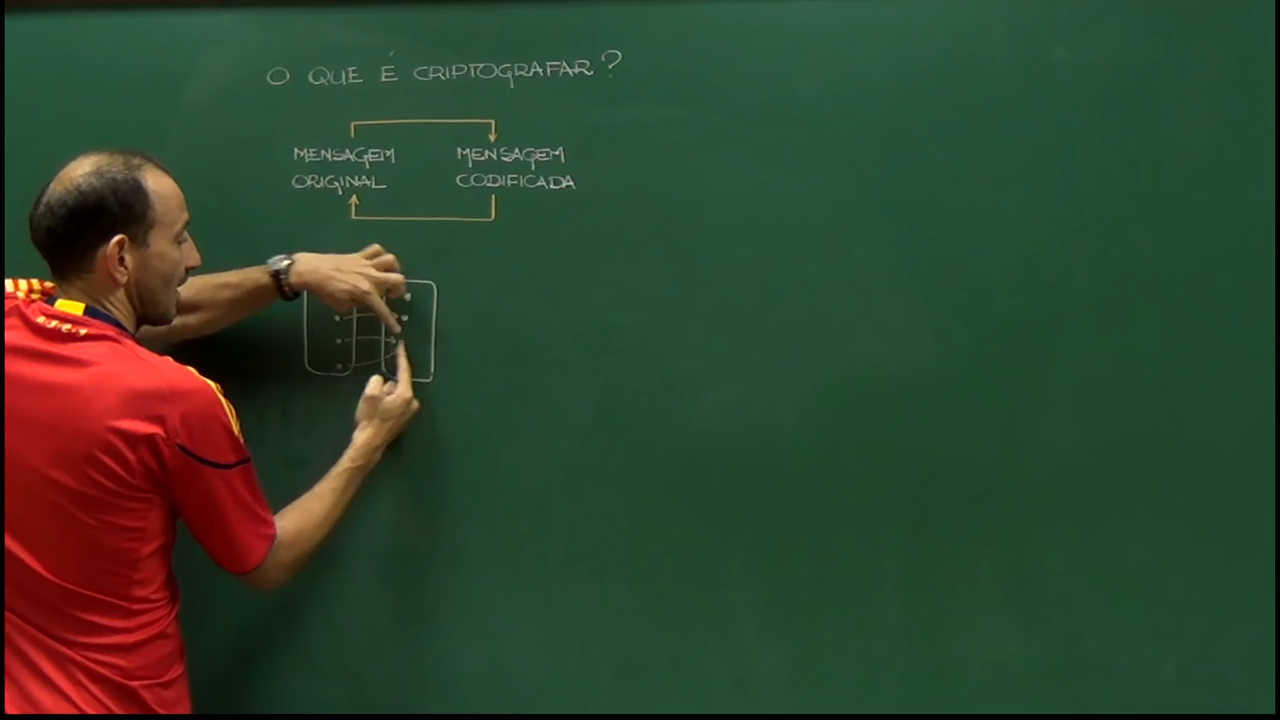 O QUE É CRIPTOGRAFAR?
MENSAGEM MENSAGEM
ORIGINAL CODIFICADA